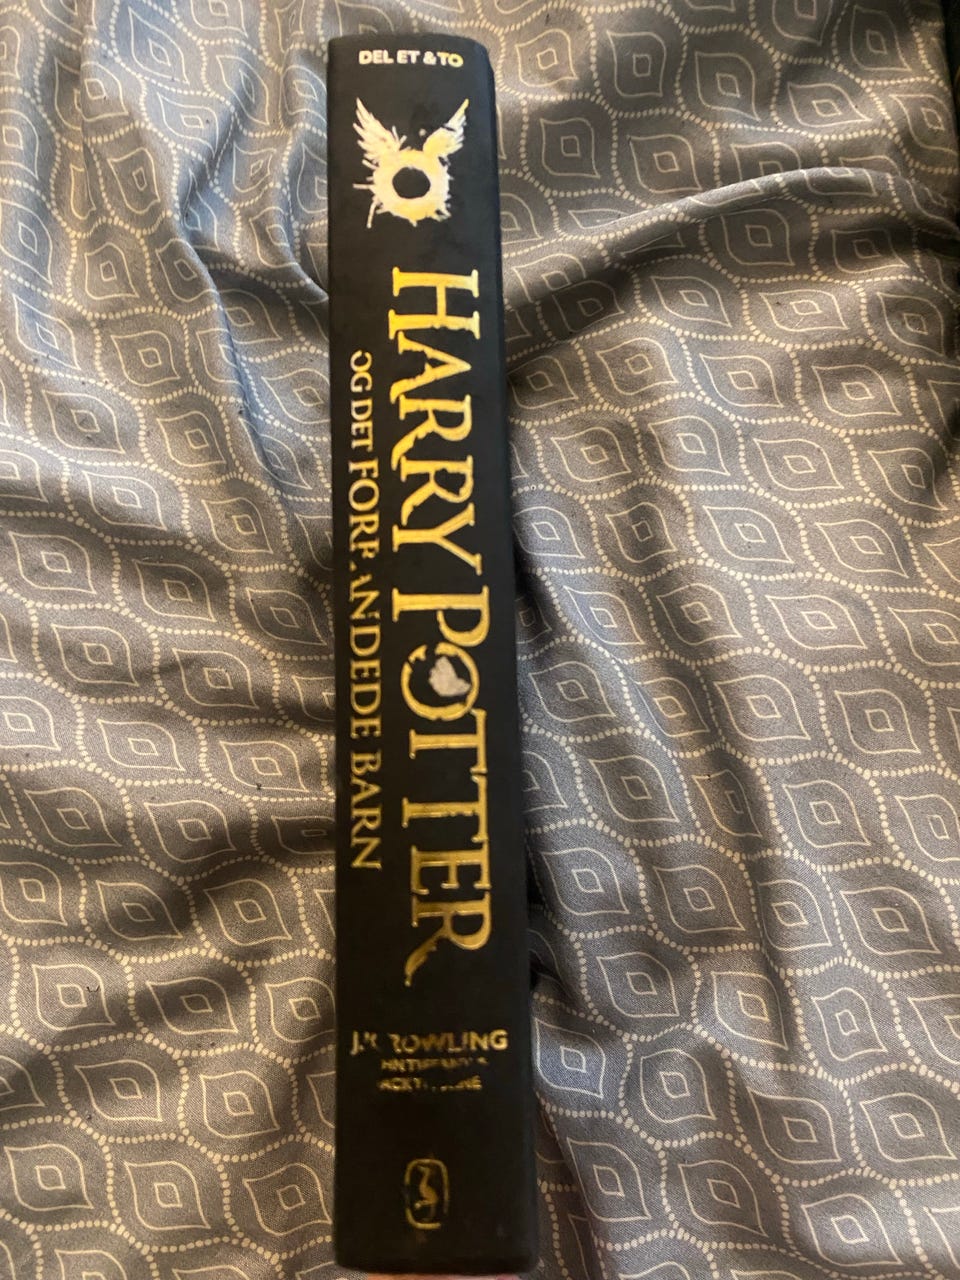 DEL ET & TO
HARRY POTTER
OG DET FORBANDEDE BARN
J.K. ROWLING